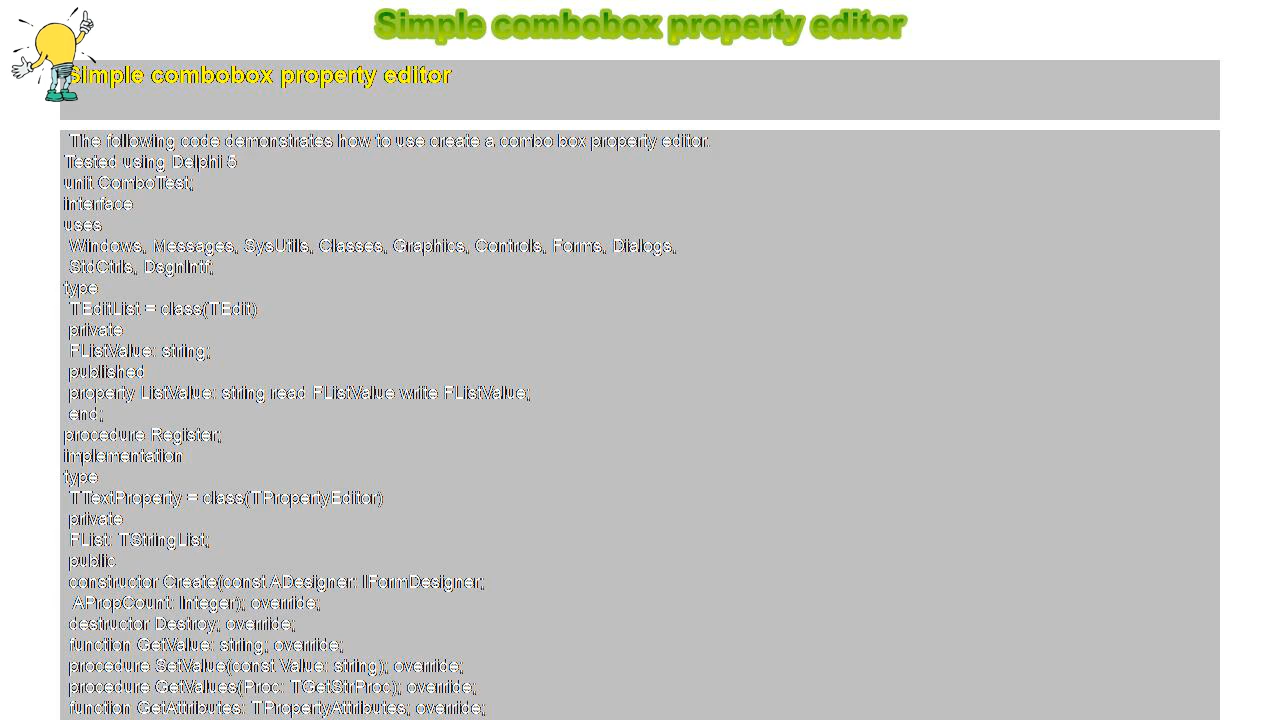 Simple combobox property editor
Simple combobox property editor
The following code demonstrates how to use create a combo box property editor.
Tested using Delphi 5
unit ComboTest;
interface
uses
Windows, Messages, SysUtils, Classes, Graphics, Controls, Forms, Dialogs,
StdCtrls, DsgnIntf;
type
TEditList = class(TEdit)
private
FListValue: string;
published
property ListValue: string read FListValue write FListValue;
end;
procedure Register;
implementation
type
TTextProperty = class(TPropertyEditor)
private
FList: TStringList;
public
constructor Create(const ADesigner: IFormDesigner;
APropCount: Integer); override;
destructor Destroy; override;
function GetValue: string; override;
procedure SetValue(const Value: string); override;
procedure GetValues(Proc: TGetStrProc); override;
function GetAttributes: TPropertyAttributes; override;